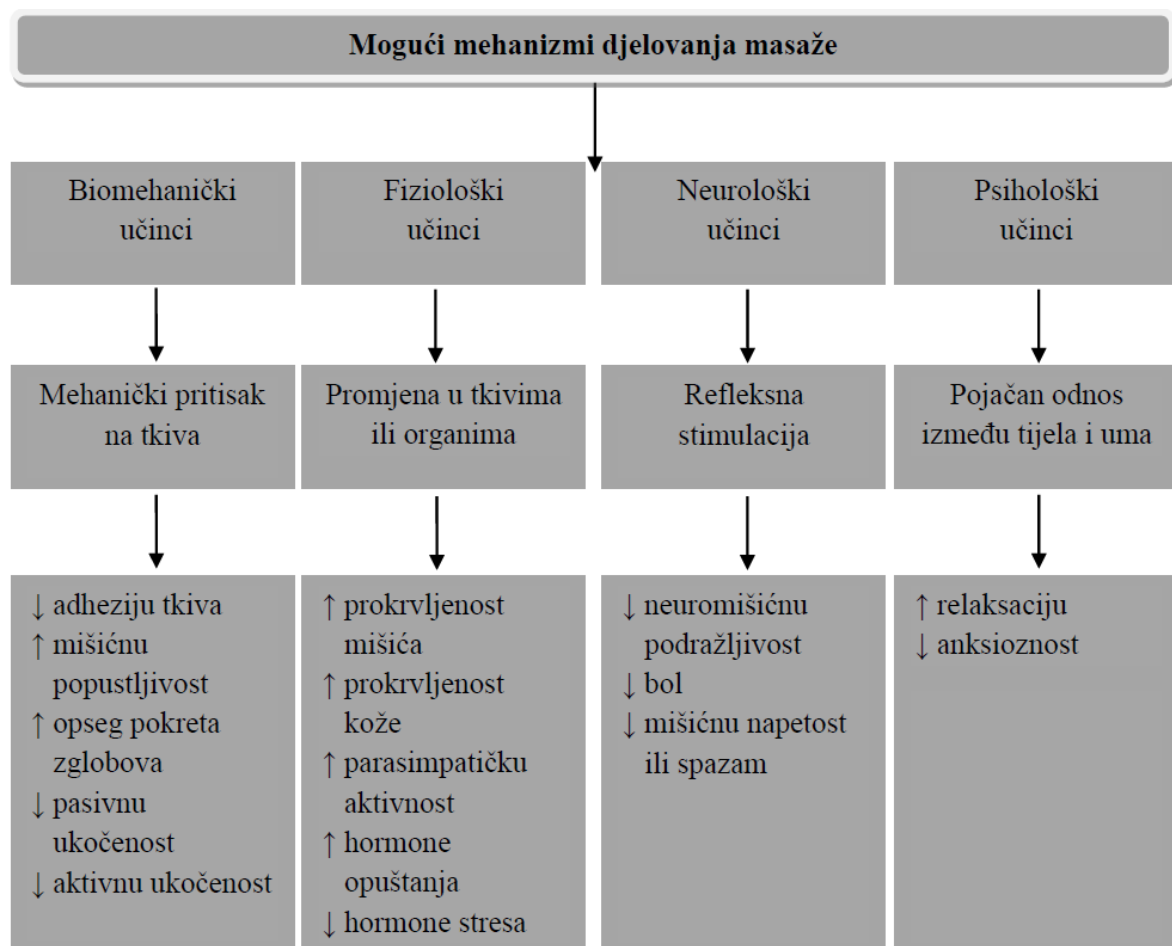 Mogući mehanizmi djelovanja masaže
Biomehanički
učinci
Fiziološki
učinci
Neurološki
učinci
Psihološki
učinci
Mehanički pritisak
na tkiva
Promjena u tkivima
ili organima
Refleksna
stimulacija
Pojačan odnos
između tijela i uma
↓ adheziju tkiva
↑ mišićnu
popustljivost
↑ opseg pokreta
zglobova
↓ pasivnu
ukočenost
↓ aktivnu ukočenost
↑ prokrvljenost
mišića
↑ prokrvljenost
kože
↑ parasimpatičku
aktivnost
↑ hormone
opuštanja
↓ hormone stresa
↓ neuromišićnu
podražljivost
↓ bol
↓ mišićnu napetost
ili spazam
↑ relaksaciju
↓ anksioznost